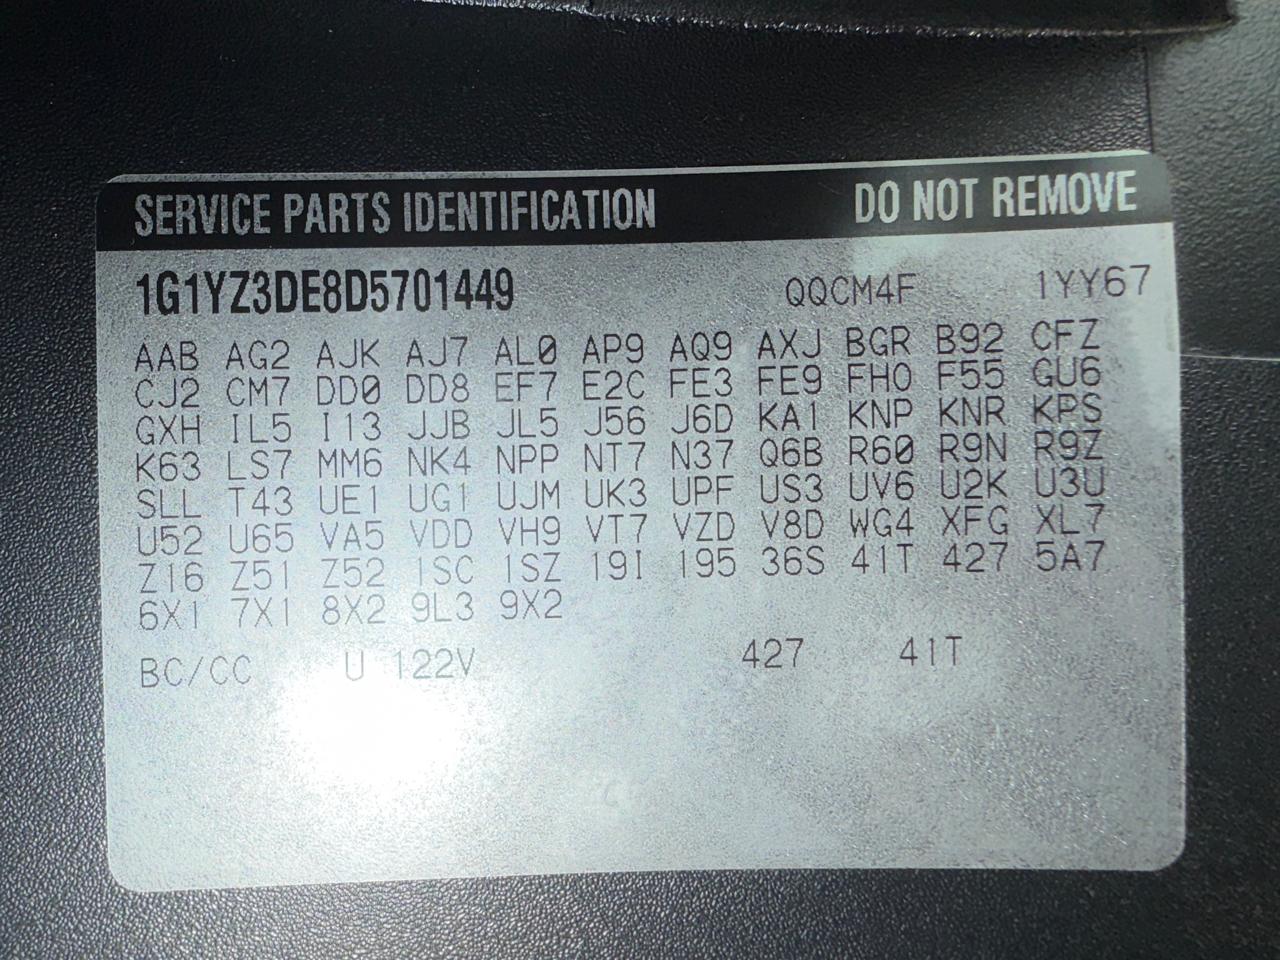 SERVICE PARTS IDENTIFICATION DO NOT REMOVE
1G1YZ3DE8D5701449 QQCM4F 1YY67
AAB AG2 AJK AJ7 AL0 AP9 AQ9 AXJ BGR B92 CFZ
CJ2 CM7 DD0 DD8 EF7 E2C FE3 FE9 FH0 F55 GU6
GXH IL5 I13 JJB JL5 J56 J6D KA1 KNP KNR KPS
K63 LS7 MM6 NK4 NPP NT7 N37 Q6B R60 R9N R9Z
SLL T43 UE1 UG1 UJM UK3 UPF US3 UV6 U2K U3U
U52 U65 VA5 VDD VH9 VT7 VZD V8D WG4 XFG XL7
Z16 Z51 Z52 1SC 1SZ 19I 195 36S 41T 427 5A7
6X1 7X1 8X2 9L3 9X2
BC/CC U 122V 427 41T